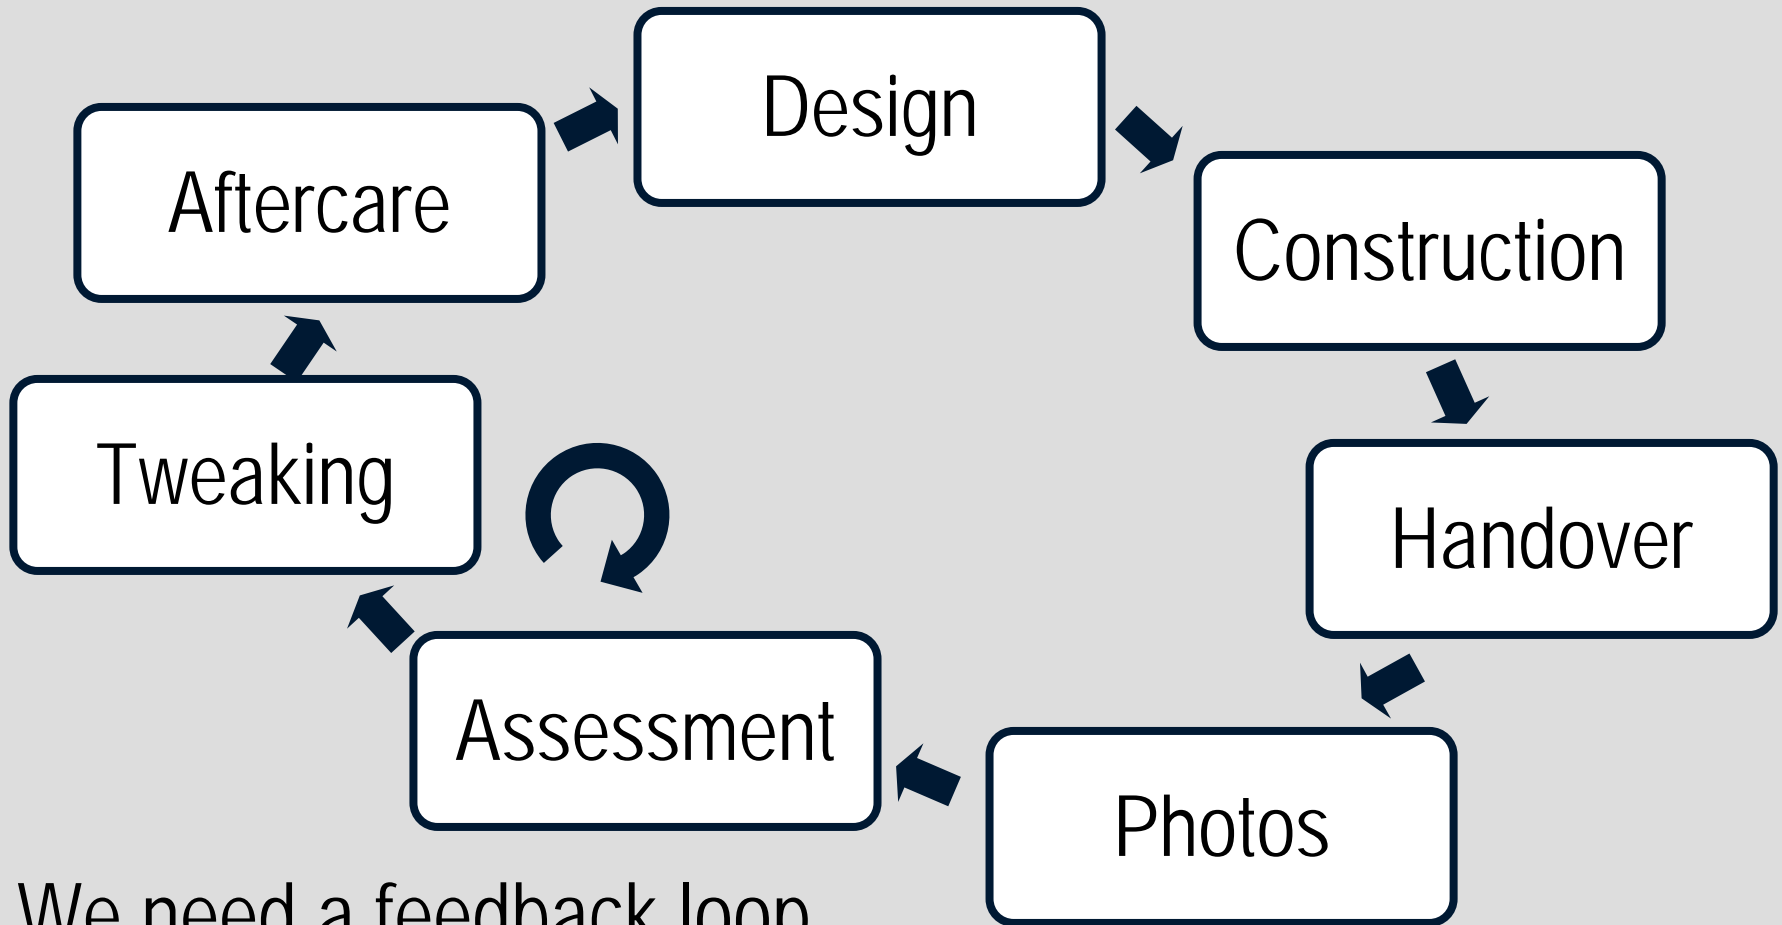 Design
Aftercare
Construction
Tweaking
Handover
Assessment
Photos
We need a feedback loop